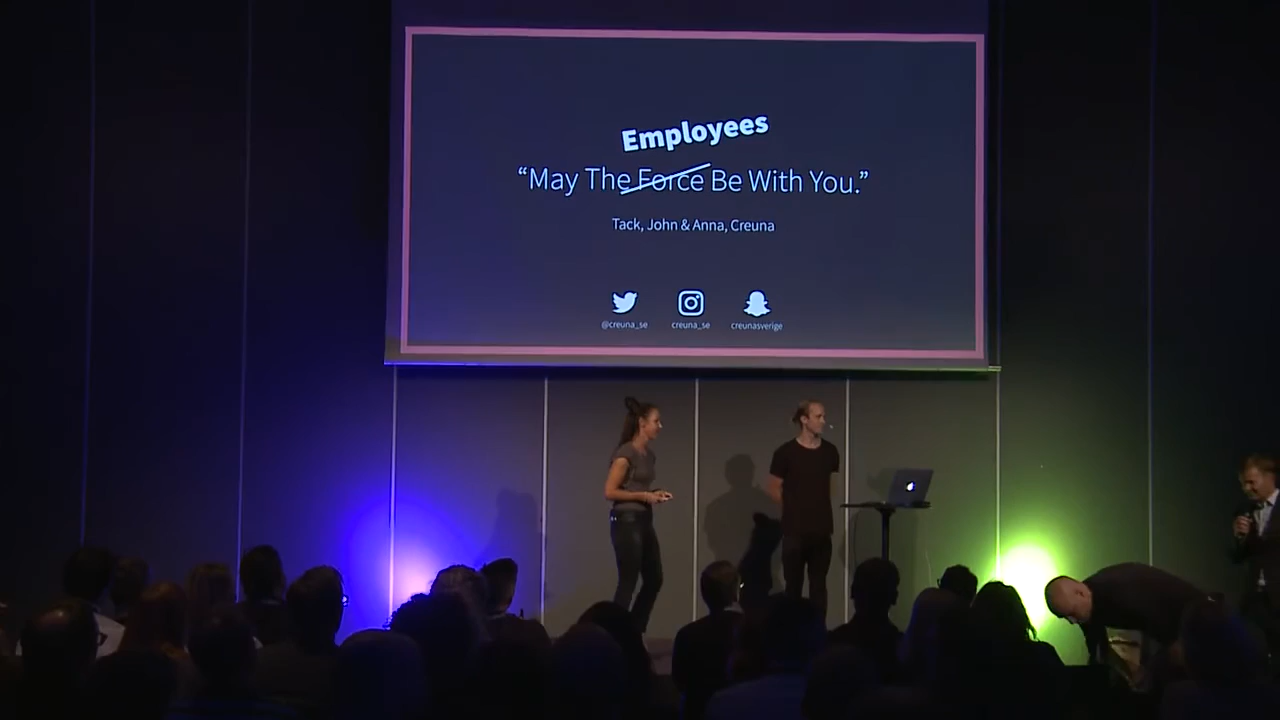 Employees
“May The Force Be With You.”
Tack, John & Anna, Creuna
@creuna_se creuna_se creunasverige